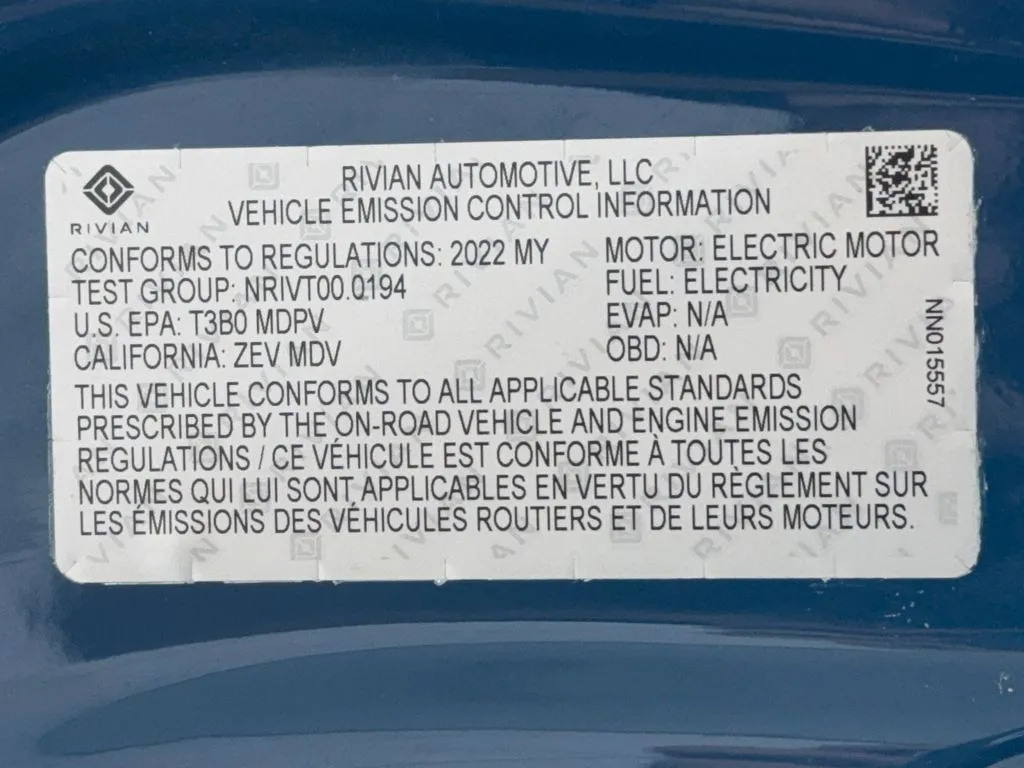 RIVIAN
RIVIAN AUTOMOTIVE, LLC
VEHICLE EMISSION CONTROL INFORMATION
CONFORMS TO REGULATIONS: 2022 MY
TEST GROUP: NRIVT00.0194
U.S. EPA: T3B0 MDPV
CALIFORNIA: ZEV MDV
MOTOR: ELECTRIC MOTOR
FUEL: ELECTRICITY
EVAP: N/A
OBD: N/A
NN015557
THIS VEHICLE CONFORMS TO ALL APPLICABLE STANDARDS
PRESCRIBED BY THE ON-ROAD VEHICLE AND ENGINE EMISSION
REGULATIONS / CE VÉHICULE EST CONFORME À TOUTES LES
NORMES QUI LUI SONT APPLICABLES EN VERTU DU RÈGLEMENT SUR
LES ÉMISSIONS DES VÉHICULES ROUTIERS ET DE LEURS MOTEURS.